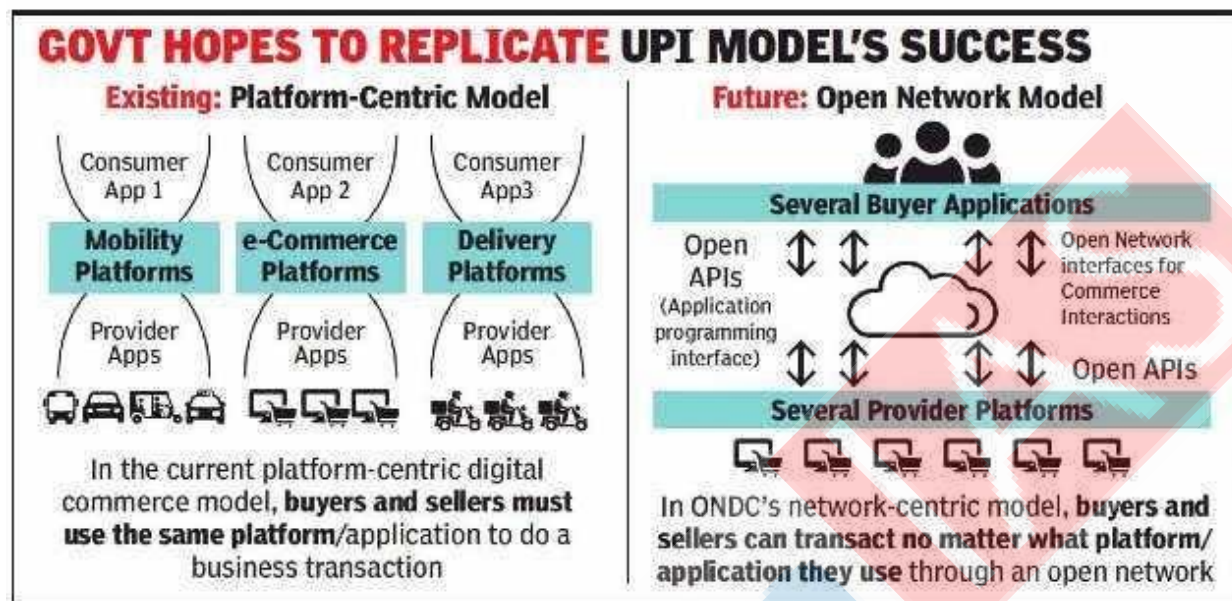 GOVT HOPES TO REPLICATE UPI MODEL'S SUCCESS
Existing: Platform-Centric Model
Consumer
App 1
Consumer
App 2
Consumer
App3
Mobility
Platforms
e-Commerce
Platforms
Delivery
Platforms
Provider
Apps
Provider
Apps
Provider
Apps
In the current platform-centric digital
commerce model, buyers and sellers must
use the same platform/application to do a
business transaction
Future: Open Network Model
Several Buyer Applications
Open
APIs
(Application
programming
interface)
Open Network
interfaces for
Commerce
Interactions
Open APIs
Several Provider Platforms
In ONDC's network-centric model, buyers and
sellers can transact no matter what platform/
application they use through an open network
IAS